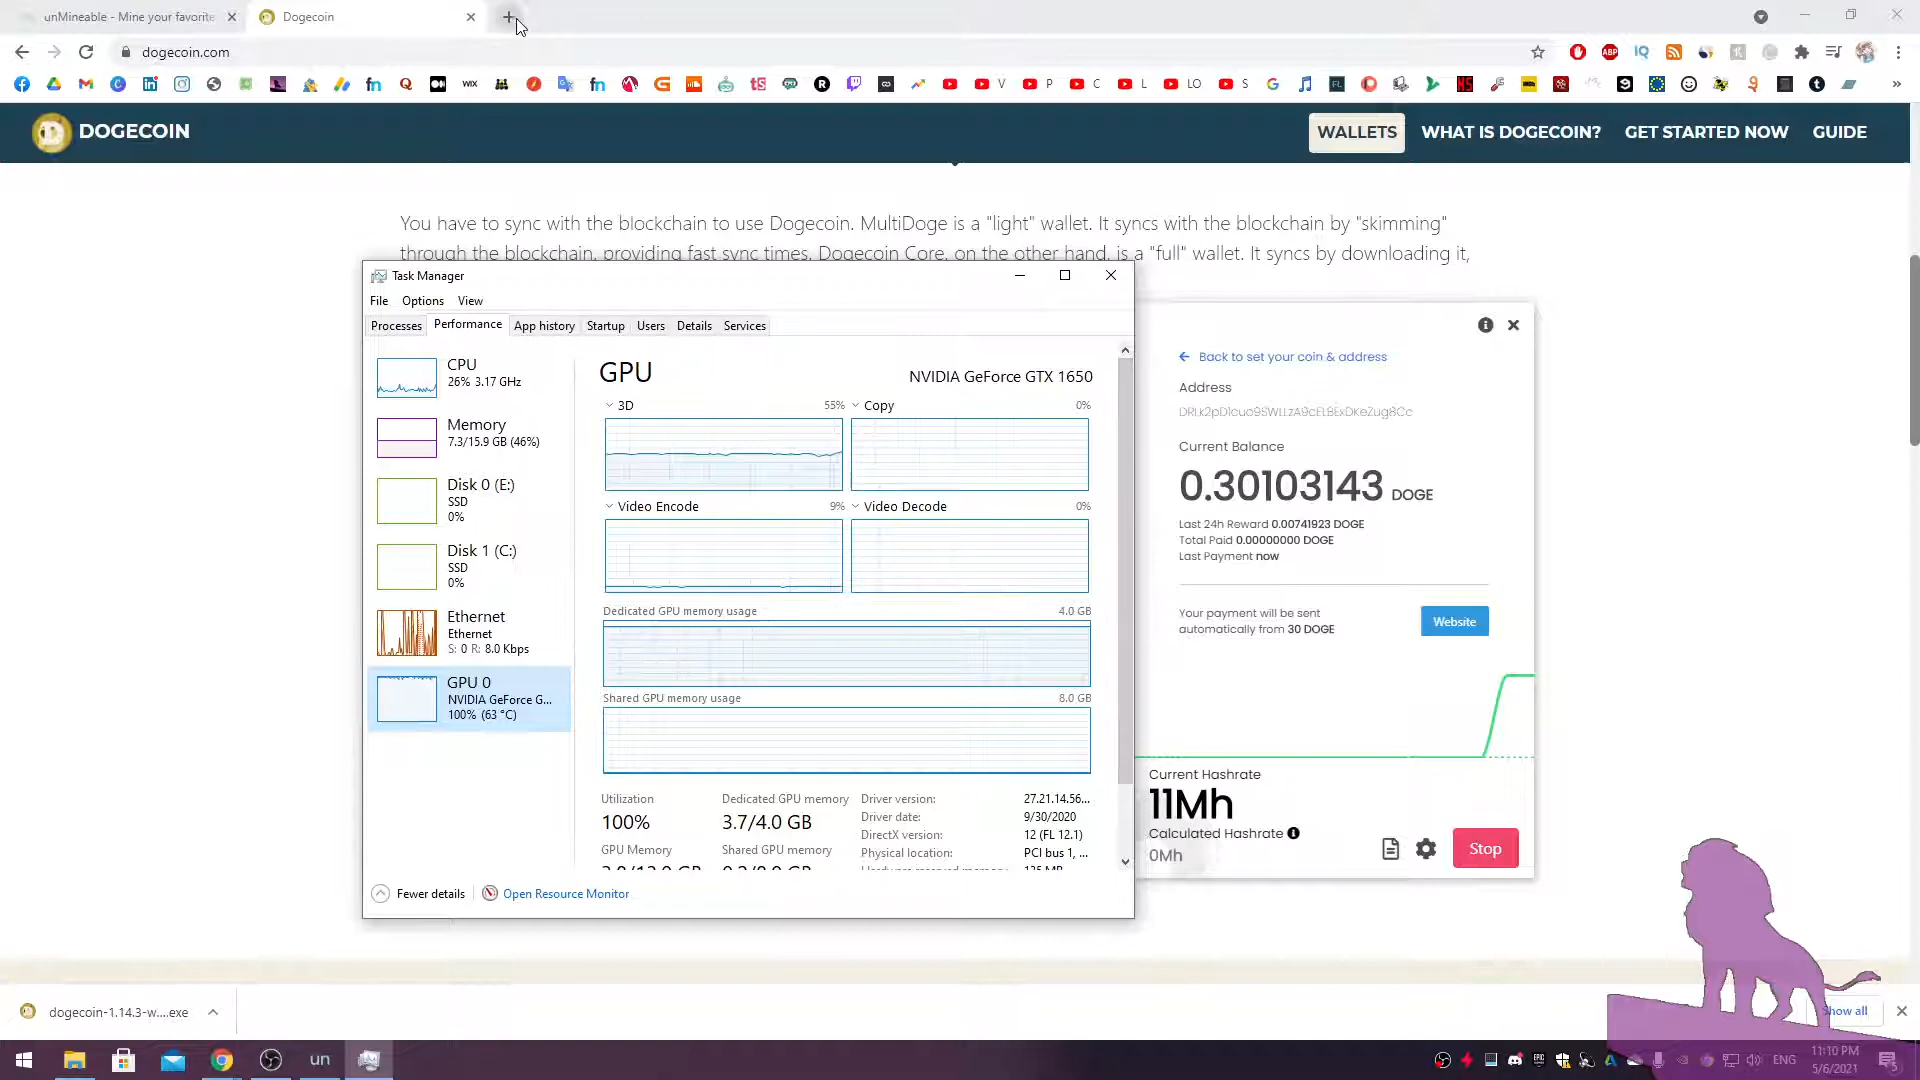 unMineable - Mine your favorite
Dogecoin
dogecoin.com
DOGECOIN
WALLETS
WHAT IS DOGECOIN?
GET STARTED NOW
GUIDE
You have to sync with the blockchain to use Dogecoin. MultiDoge is a "light" wallet. It syncs with the blockchain by "skimming"
through the blockchain, providing fast sync times. Dogecoin Core, on the other hand, is a "full" wallet. It syncs by downloading it,
Task Manager
File Options View
Processes Performance App history Startup Users Details Services
CPU
26% 3.17 GHz
Memory
7.3/15.9 GB (46%)
Disk 0 (E:)
SSD
0%
Disk 1 (C:)
SSD
0%
Ethernet
Ethernet
S: 0 R: 8.0 Kbps
GPU 0
NVIDIA GeForce G...
100% (63 °C)
GPU
NVIDIA GeForce GTX 1650
3D 55%
Copy 0%
Video Encode 9%
Video Decode 0%
Dedicated GPU memory usage 4.0 GB
Shared GPU memory usage 8.0 GB
Utilization
100%
Dedicated GPU memory
3.7/4.0 GB
GPU Memory
Shared GPU memory
Driver version: 27.21.14.56...
Driver date: 9/30/2020
DirectX version: 12 (FL 12.1)
Physical location: PCI bus 1, ...
Fewer details
Open Resource Monitor
Back to set your coin & address
Address
Current Balance
0.30103143 DOGE
Last 24h Reward 0.00741923 DOGE
Total Paid 0.00000000 DOGE
Last Payment now
Your payment will be sent
automatically from 30 DOGE
Website
Current Hashrate
11Mh
Calculated Hashrate
0Mh
Stop
dogecoin-1.14.3-w....exe
Show all
un
ENG
11:10 PM
5/6/2021